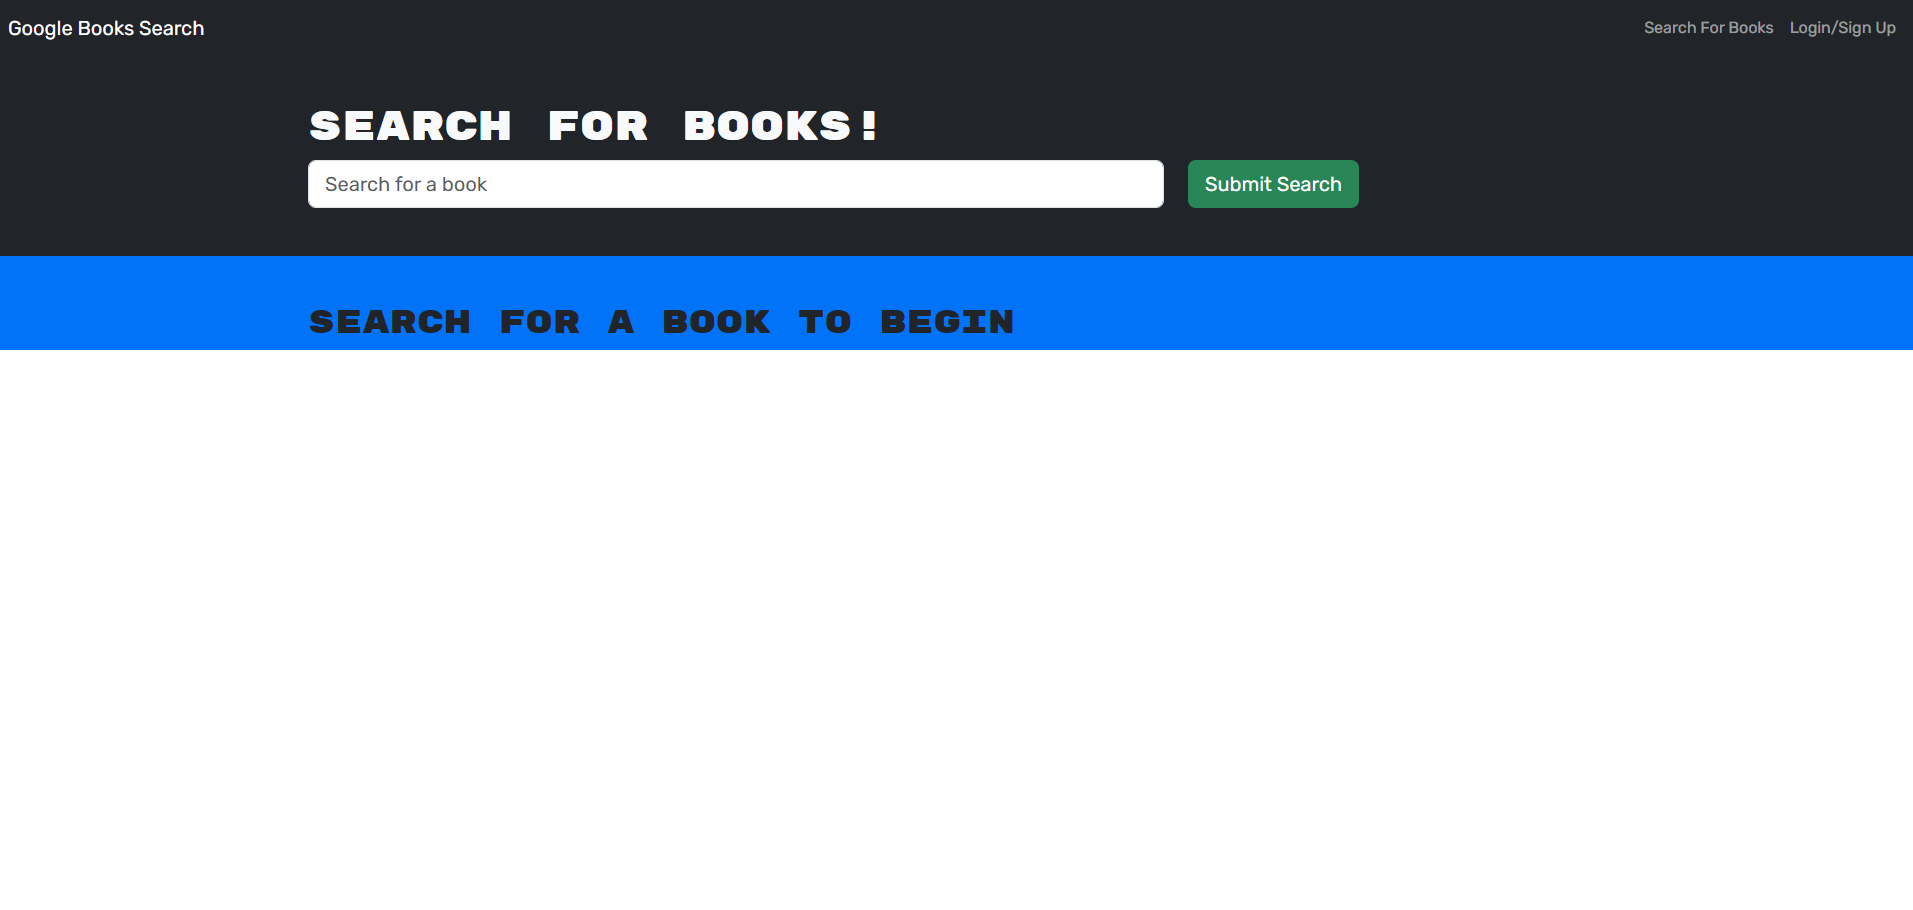 Google Books Search
Search For Books
Login/Sign Up
SEARCH FOR BOOKS!
Search for a book
Submit Search
SEARCH FOR A BOOK TO BEGIN